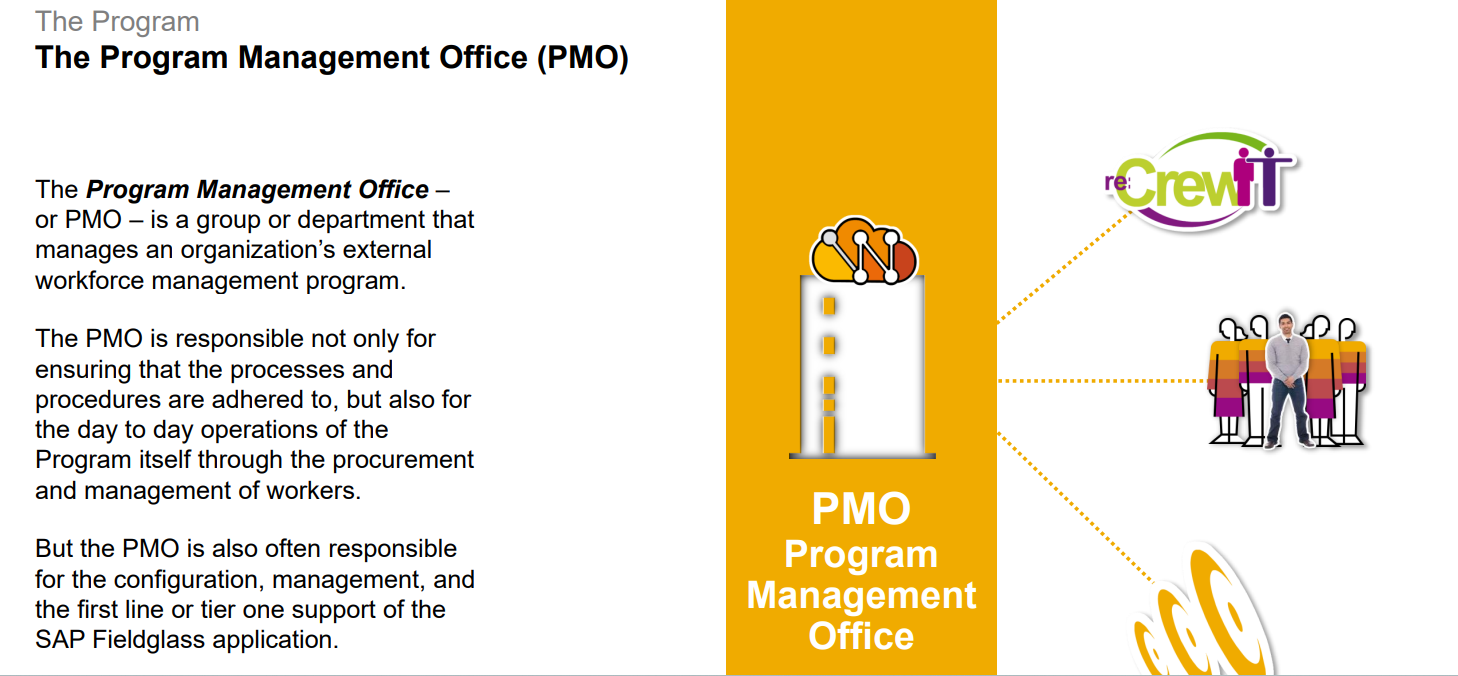 The Program
The Program Management Office (PMO)
The Program Management Office –
or PMO – is a group or department that
manages an organization’s external
workforce management program.
The PMO is responsible not only for
ensuring that the processes and
procedures are adhered to, but also for
the day to day operations of the
Program itself through the procurement
and management of workers.
But the PMO is also often responsible
for the configuration, management, and
the first line or tier one support of the
SAP Fieldglass application.
PMO
Program
Management
Office
re:CrewIT